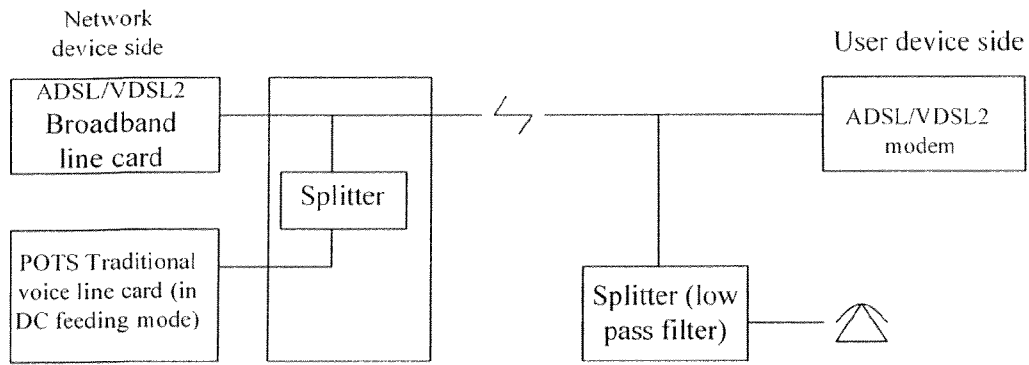 Network
device side
User device side
ADSL/VDSL2
Broadband
line card
ADSL/VDSL2
modem
Splitter
POTS Traditional
voice line card (in
DC feeding mode)
Splitter (low
pass filter)